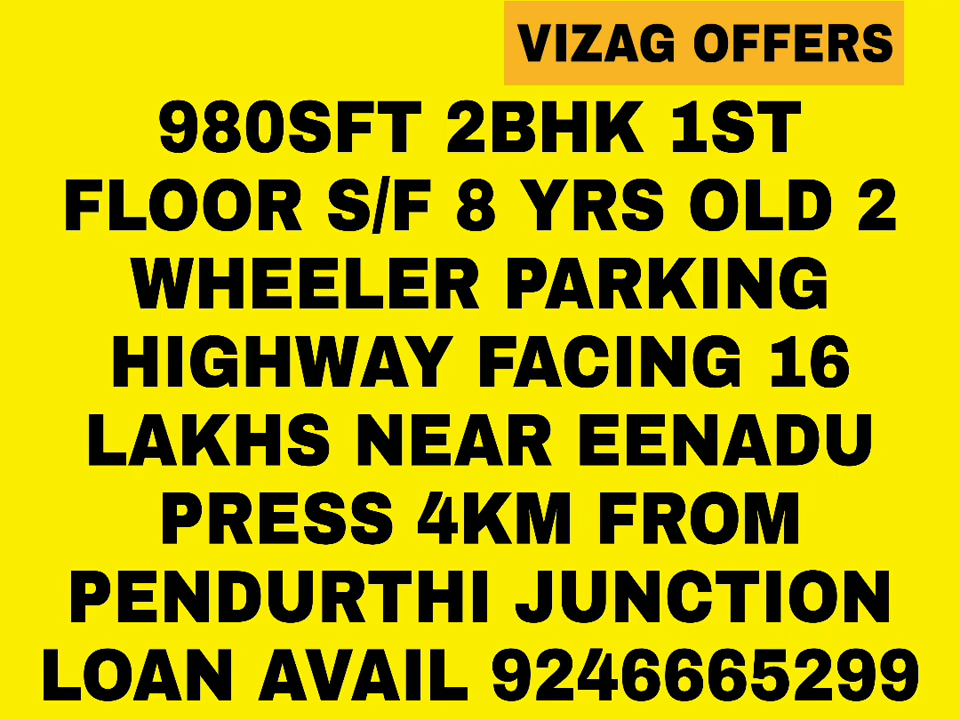 VIZAG OFFERS
980SFT 2BHK 1ST
FLOOR S/F 8 YRS OLD 2
WHEELER PARKING
HIGHWAY FACING 16
LAKHS NEAR EENADU
PRESS 4KM FROM
PENDURTHI JUNCTION
LOAN AVAIL 9246665299